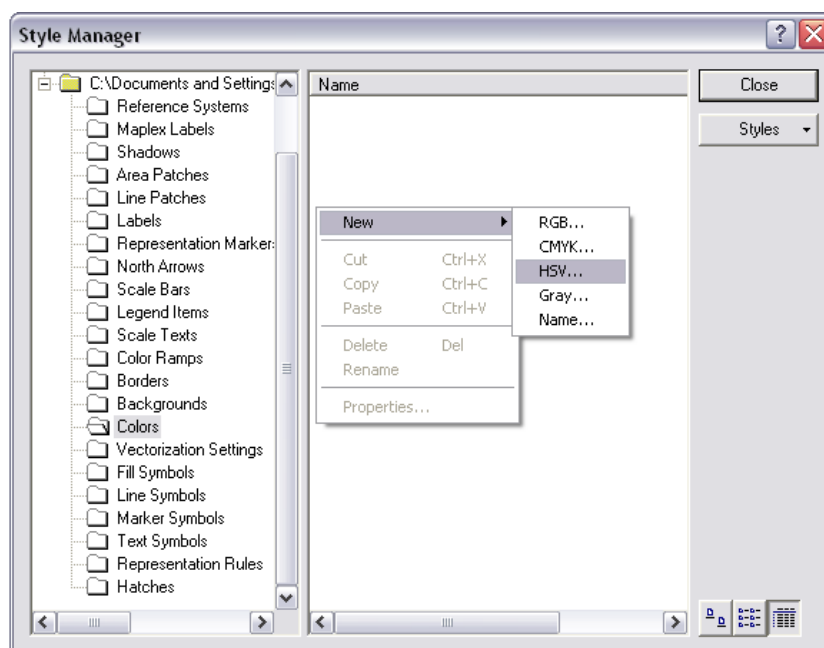 Style Manager
C:\Documents and Settings
Reference Systems
Maplex Labels
Shadows
Area Patches
Line Patches
Labels
Representation Marker
North Arrows
Scale Bars
Legend Items
Scale Texts
Color Ramps
Borders
Backgrounds
Colors
Vectorization Settings
Fill Symbols
Line Symbols
Marker Symbols
Text Symbols
Representation Rules
Hatches
Name
New
Cut Ctrl+X
Copy Ctrl+C
Paste Ctrl+V
Delete Del
Rename
Properties...
RGB...
CMYK...
HSV...
Gray...
Name...
Close
Styles